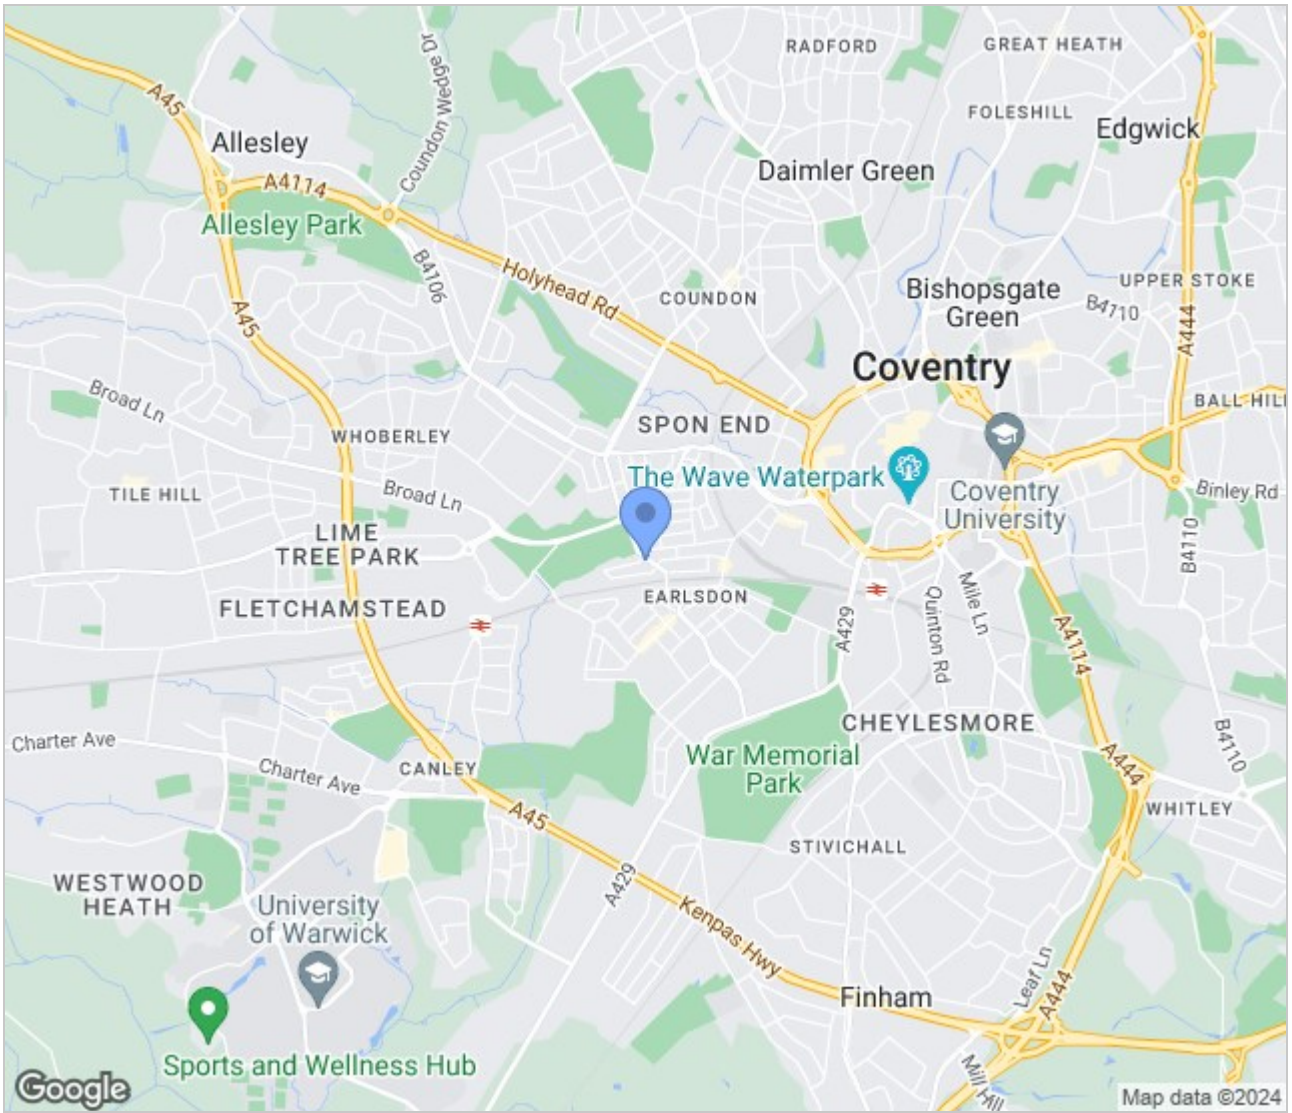 RADFORD
GREAT HEATH
Coundon Wedge Dr
A45
FOLESHILL
Edgwick
Allesley
Daimler Green
A4114
Allesley Park
B4106
Holyhead Rd
COUNDON
Bishopsgate
Green
UPPER STOKE
B4110
A45
A444
Coventry
Broad Ln
BALL HILL
SPON END
WHOBERLEY
The Wave Waterpark
Broad Ln
TILE HILL
Coventry
University
Binley Rd
LIME
TREE PARK
B4110
EARLSDON
FLETCHAMSTEAD
A429
Quinton Rd
Mile Ln
A4114
CHEYLESMORE
Charter Ave
War Memorial
Park
B4110
A444
Charter Ave
CANLEY
WHITLEY
A45
STIVICHALL
A429
WESTWOOD
HEATH
University
of Warwick
Kenpas Hwy
Leaf Ln
Finham
A444
Sports and Wellness Hub
Mill Hill
Google
Map data ©2024